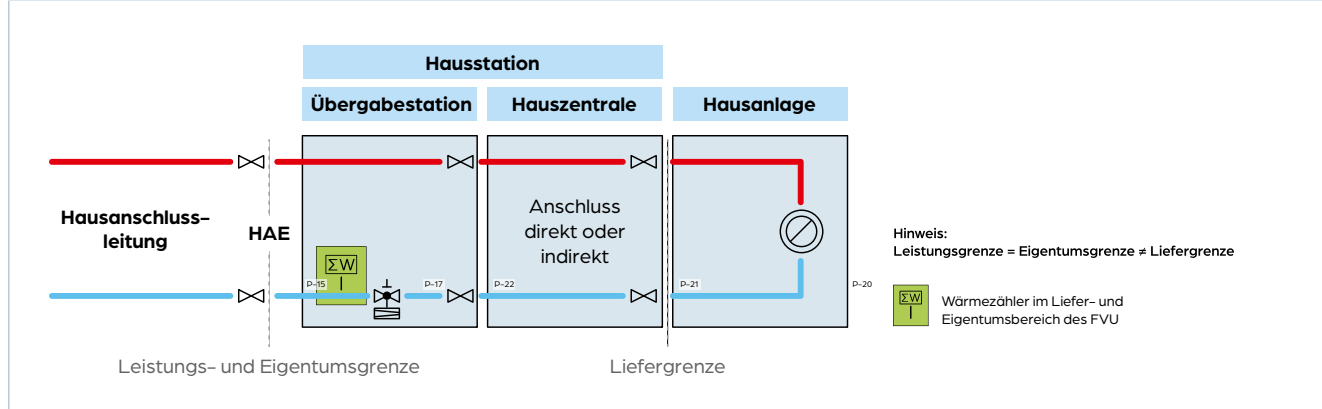 Hausstation
Übergabestation
Hauszentrale
Hausanlage
Hausanschluss-
leitung
HAE
Anschluss
direkt oder
indirekt
ΣW
P-15
P-17
P-22
P-21
P-20
Hinweis:
Leistungsgrenze = Eigentumsgrenze ≠ Liefergrenze
ΣW
Wärmezähler im Liefer- und
Eigentumsbereich des FVU
Leistungs- und Eigentumsgrenze
Liefergrenze